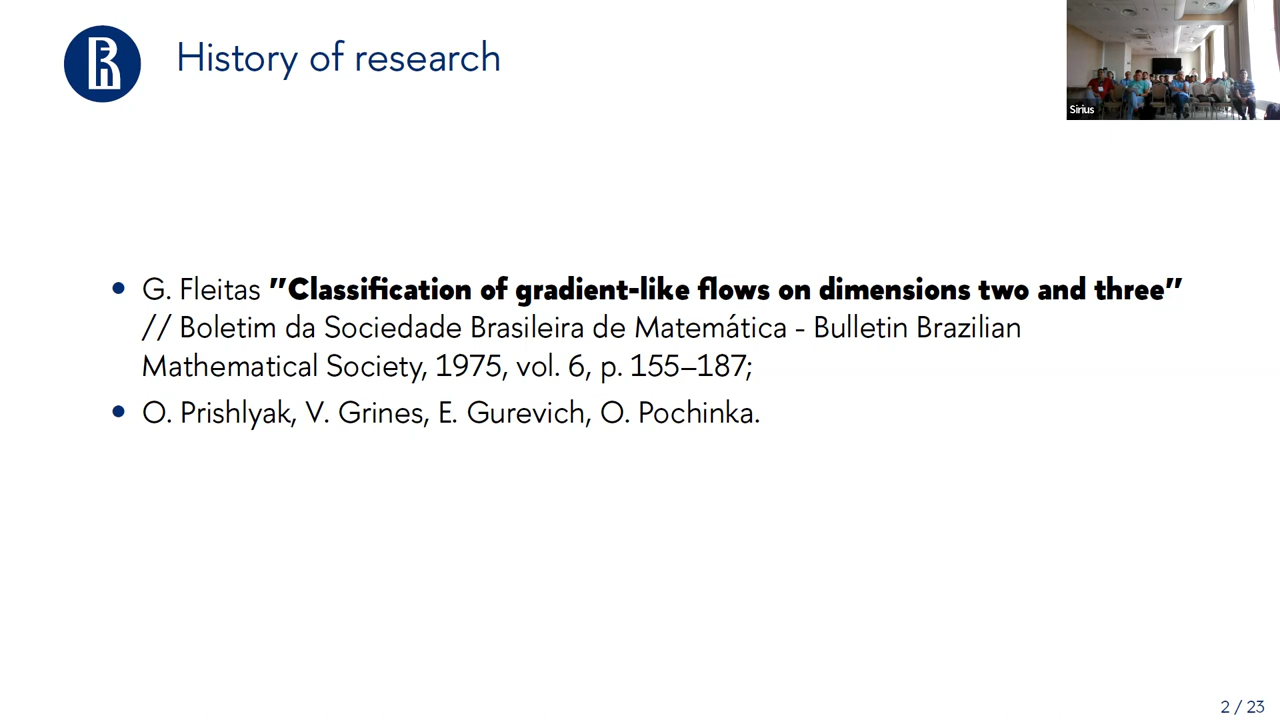 History of research
Sirius
• G. Fleitas "Classification of gradient-like flows on dimensions two and three"
// Boletim da Sociedade Brasileira de Matemática - Bulletin Brazilian
Mathematical Society, 1975, vol. 6, p. 155–187;
• O. Prishlyak, V. Grines, E. Gurevich, O. Pochinka.
2 / 23